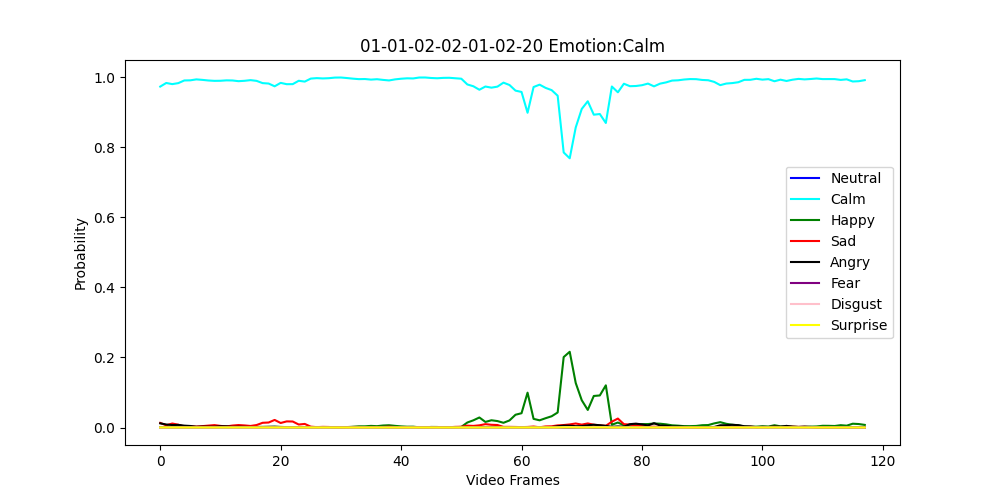 01-01-02-02-01-02-20 Emotion:Calm
Probability
1.0
0.8
0.6
0.4
0.2
0.0
Neutral
Calm
Happy
Sad
Angry
Fear
Disgust
Surprise
0 20 40 60 80 100 120
Video Frames